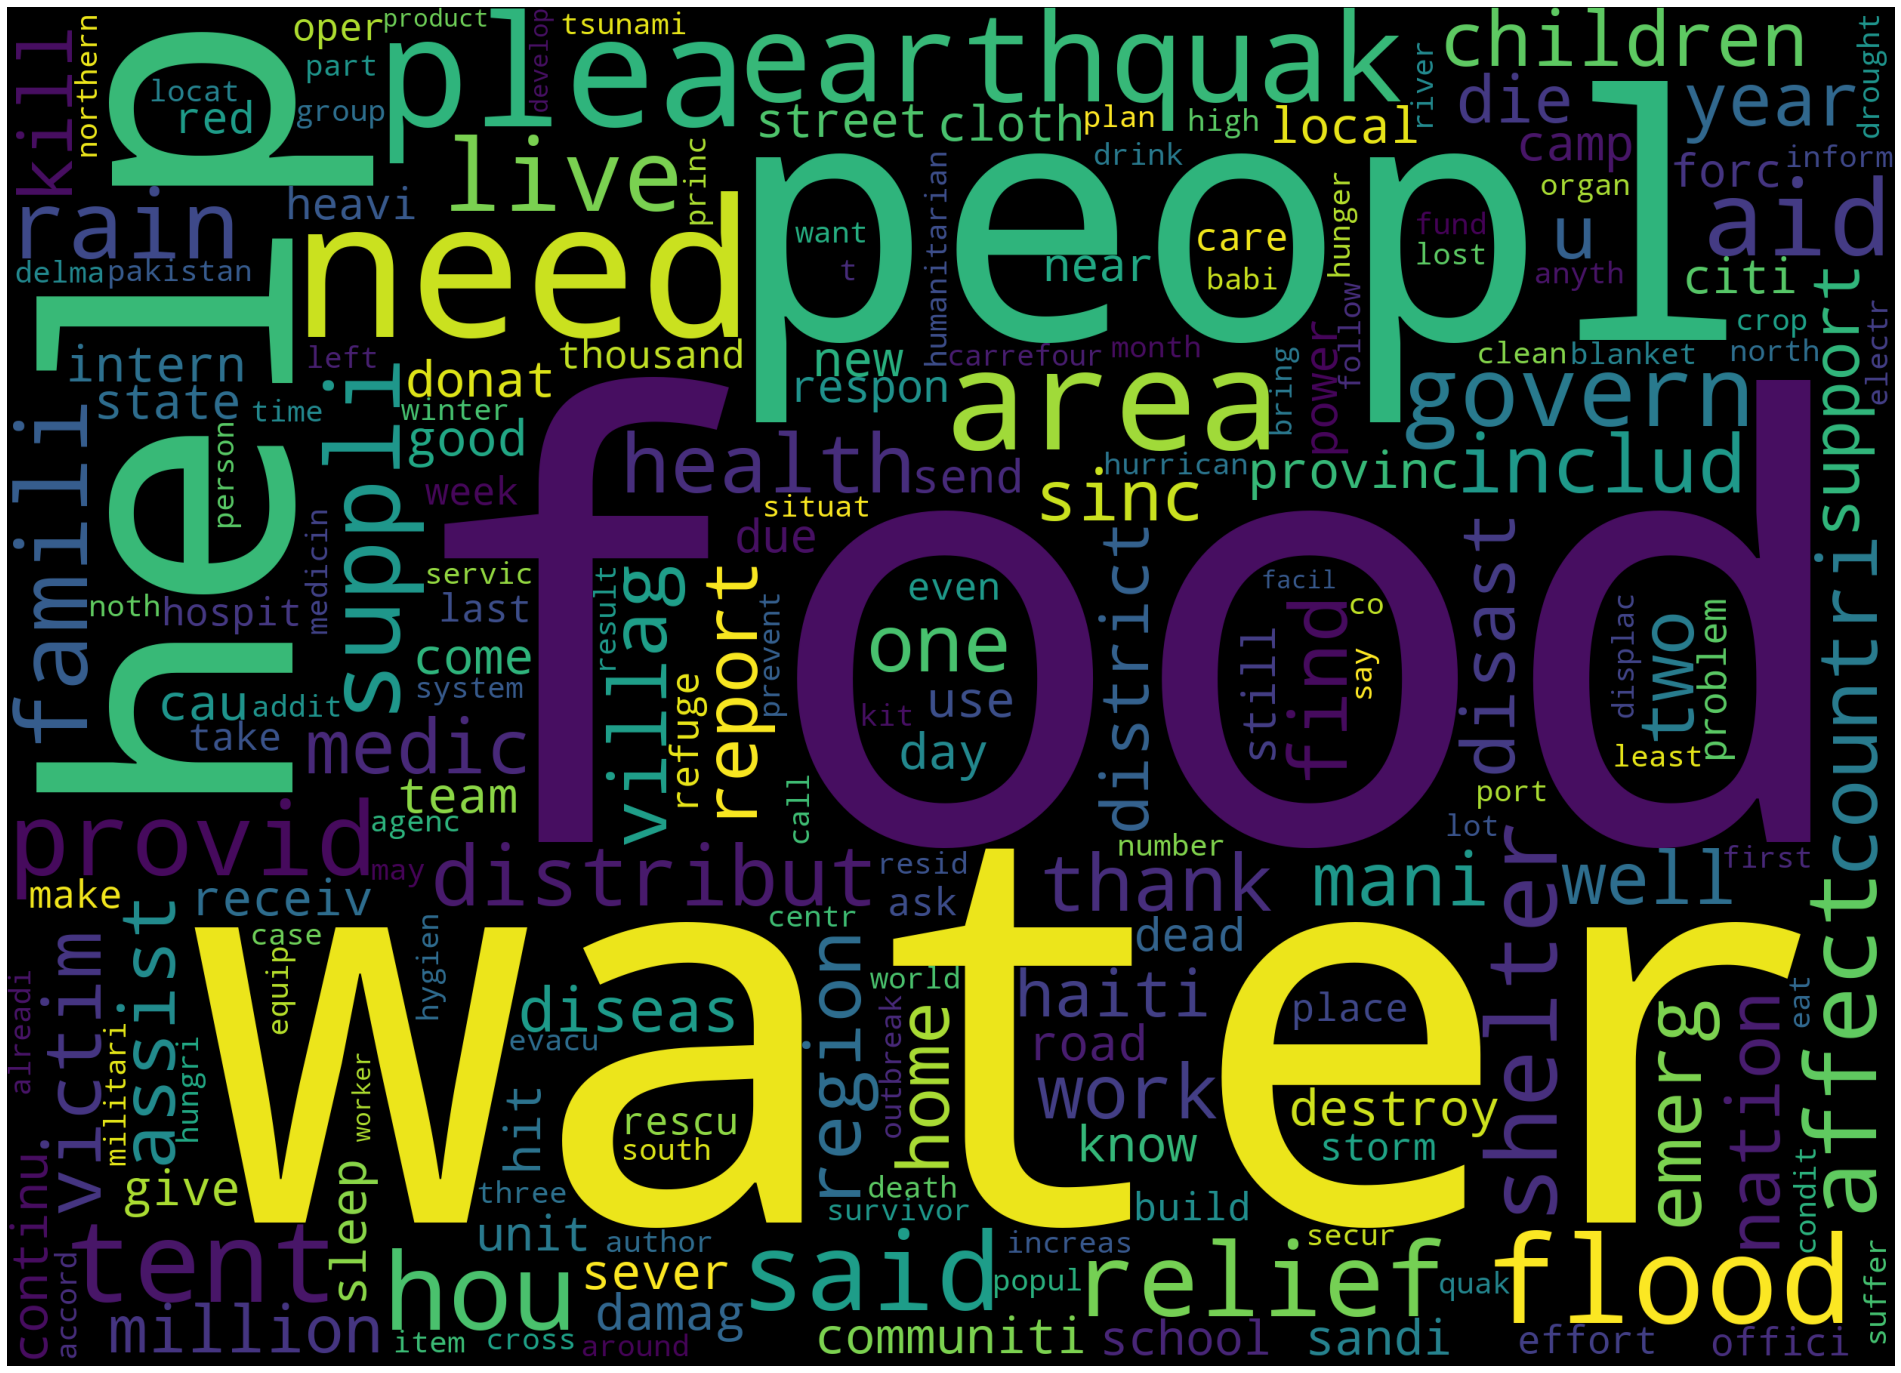 product
oper
tsunami
plea
earthquak
children
kill
northern
part
develop
river
drought
locat
red
group
street
cloth
plan
high
local
die
year
help
live
princ
drink
camp
forc
inform
rain
heavi
need
peopl
humanitarian
want
t
near
care
babi
hunger
fund
lost
organ
u
aid
delma
pakistan
anyth
citi
intern
left
thousand
new
carrefour
month
follow
clean
blanket
crop
north
electr
state
time
donat
respon
area
bring
power
govern
support
winter
good
famili
person
suppli
health
send
hurrican
provinc
includ
week
situat
sinc
due
food
medicin
servic
villag
result
report
prevent
even
district
facil
disast
displac
countri
noth
hospit
last
one
find
co
two
problem
cau
addit
come
system
refuge
kit
use
still
say
take
medic
day
least
team
call
port
provid
agenc
lot
may
distribut
resid
number
thank
mani
well
first
make
receiv
ask
assist
centr
dead
shelter
affect
water
case
victim
equip
hygien
diseas
region
world
haiti
place
emerg
nation
eat
alreadi
evacu
outbreak
home
road
militari
hungri
worker
rescu
work
destroy
south
know
storm
hit
continu
give
sleep
three
death
survivor
build
condit
tent
unit
author
said
increas
secur
accord
hou
sever
popul
relief
quak
flood
suffer
million
item
cross
damag
around
communiti
school
sandi
effort
offici